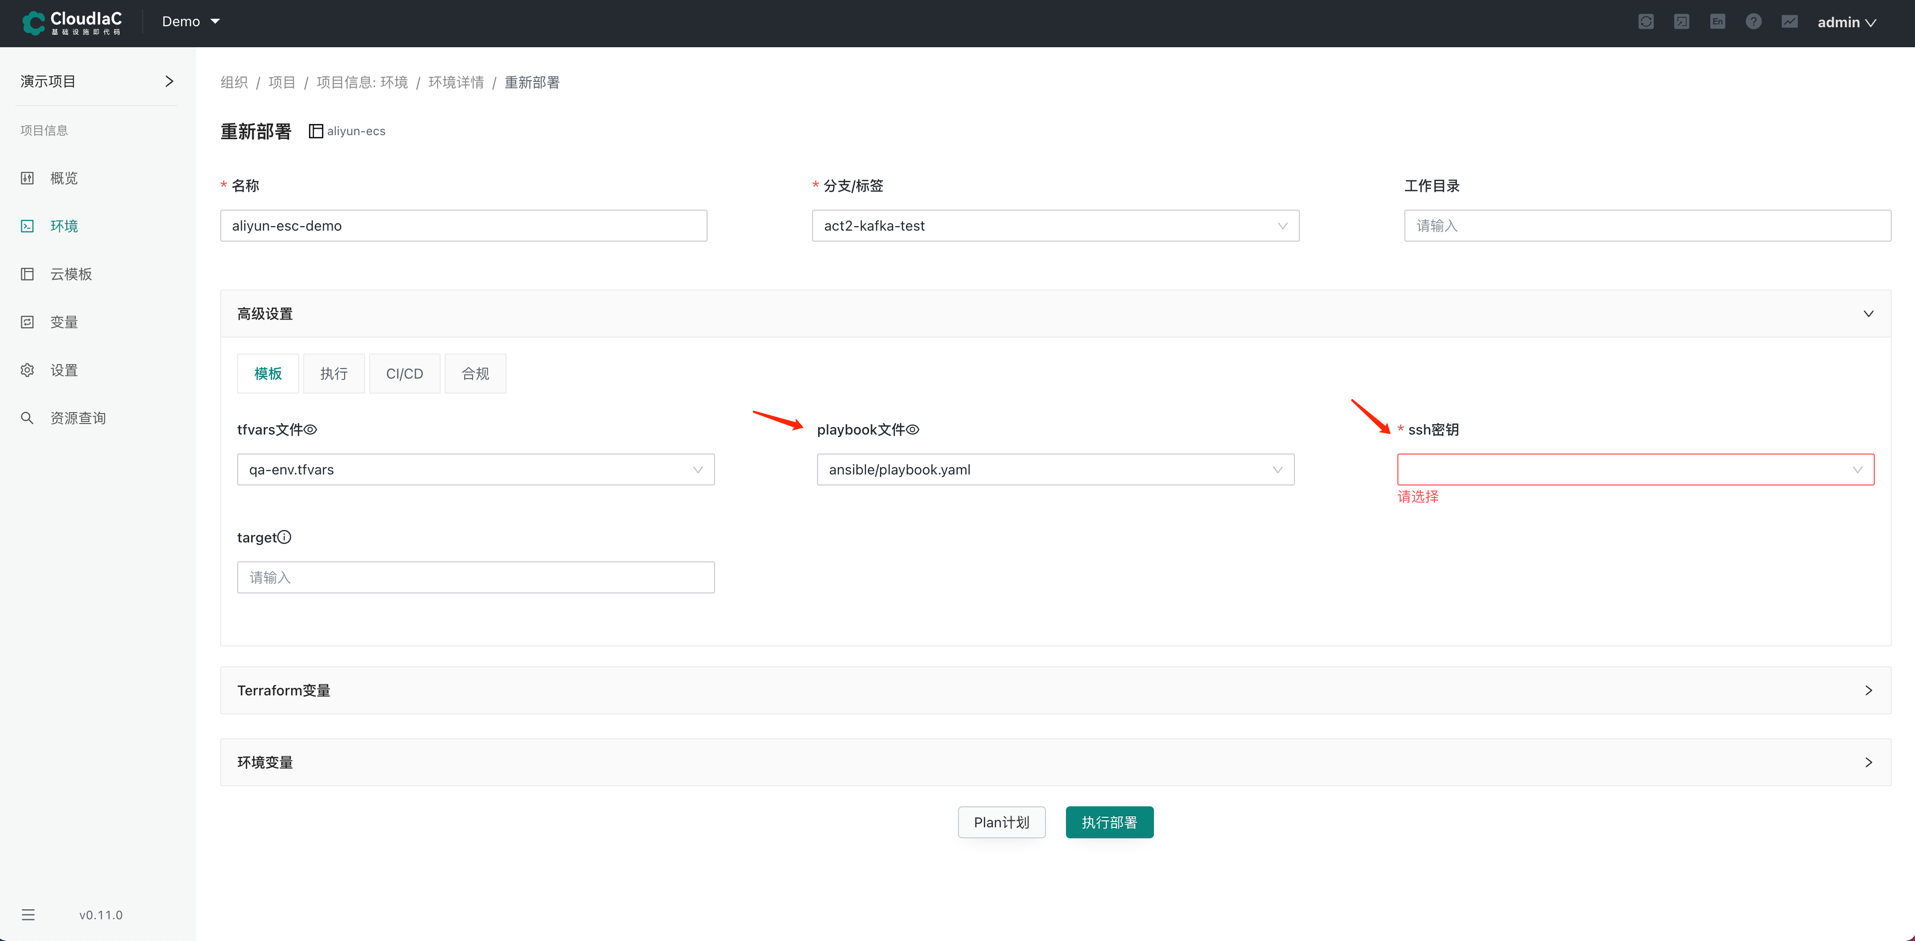 CloudIaC
基础设施即代码
Demo
En
?
admin
演示项目
项目信息
概览
环境
云模板
变量
设置
资源查询
v0.11.0
组织 / 项目 / 项目信息: 环境 / 环境详情 / 重新部署
重新部署 aliyun-ecs
* 名称
aliyun-esc-demo
* 分支/标签
act2-kafka-test
工作目录
请输入
高级设置
模板 执行 CI/CD 合规
tfvars文件
qa-env.tfvars
playbook文件
ansible/playbook.yaml
* ssh密钥
请选择
target
请输入
Terraform变量
环境变量
Plan计划 执行部署